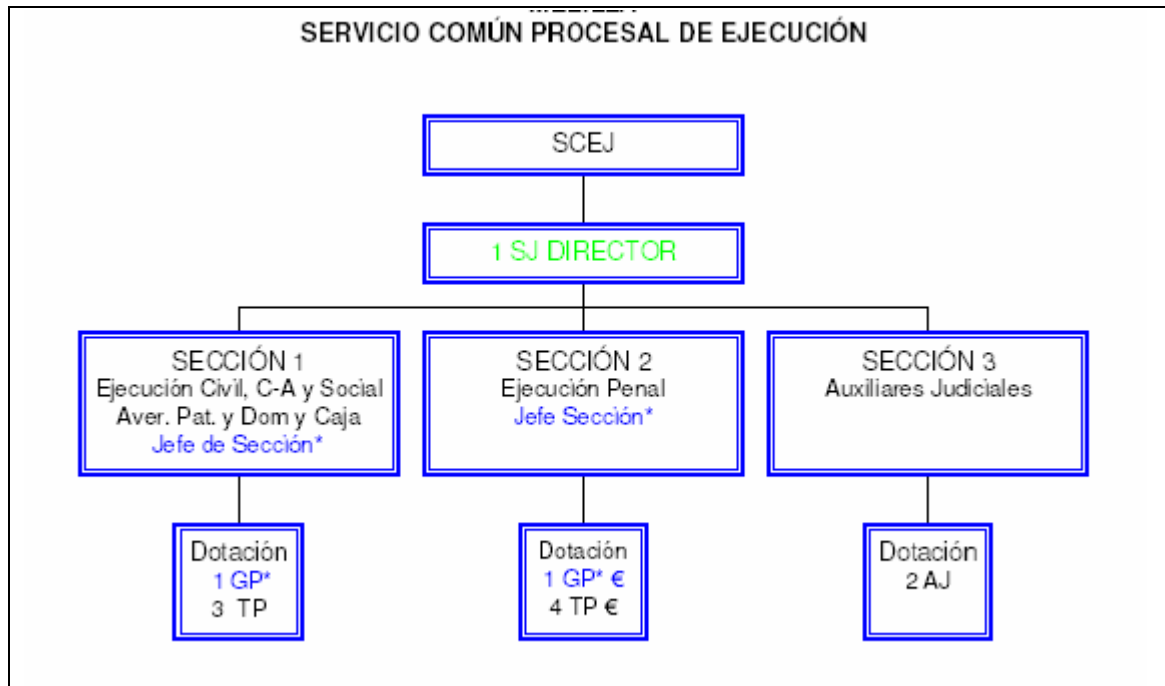 SERVICIO COMÚN PROCESAL DE EJECUCIÓN
SCEJ
1 SJ DIRECTOR
SECCIÓN 1
Ejecución Civil, C-A y Social
Aver. Pat. y Dom y Caja
Jefe de Sección*
SECCIÓN 2
Ejecución Penal
Jefe Sección*
SECCIÓN 3
Auxiliares Judiciales
Dotación
1 GP*
3 TP
Dotación
1 GP* €
4 TP €
Dotación
2 AJ